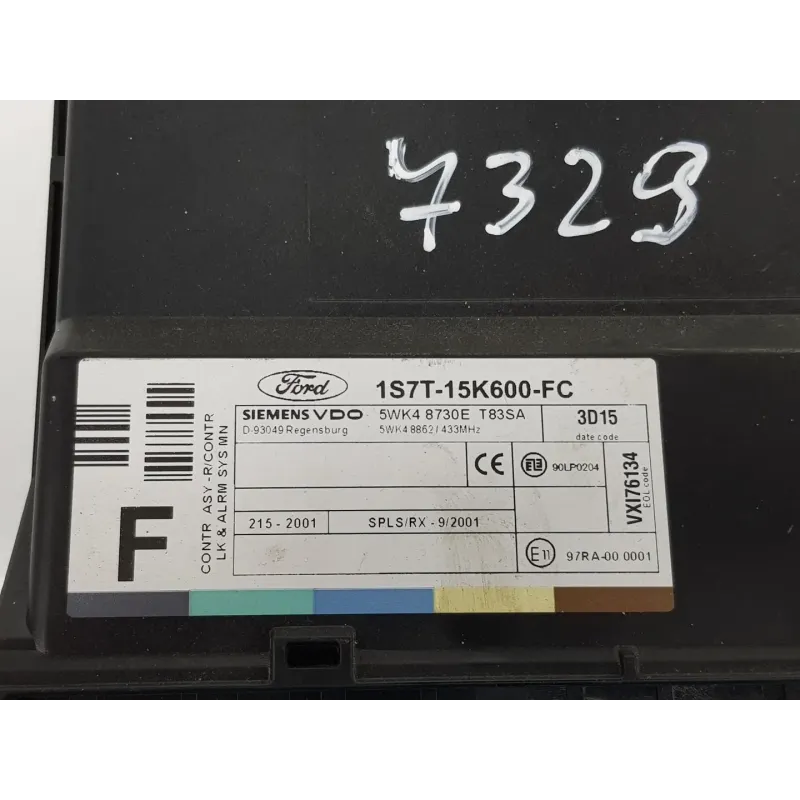 7329
Ford
1S7T-15K600-FC
SIEMENS VDO 5WK4 8730E T83SA
D-93049 Regensburg 5WK4 8862 / 433MHz
3D15
date code
CE
90LP0204
VXI76134
EOL code
215 - 2001
SPLS/RX - 9/2001
E11
97RA-00 0001
CONTR ASY -R/CONTR
LK & ALRM SYS MN
F